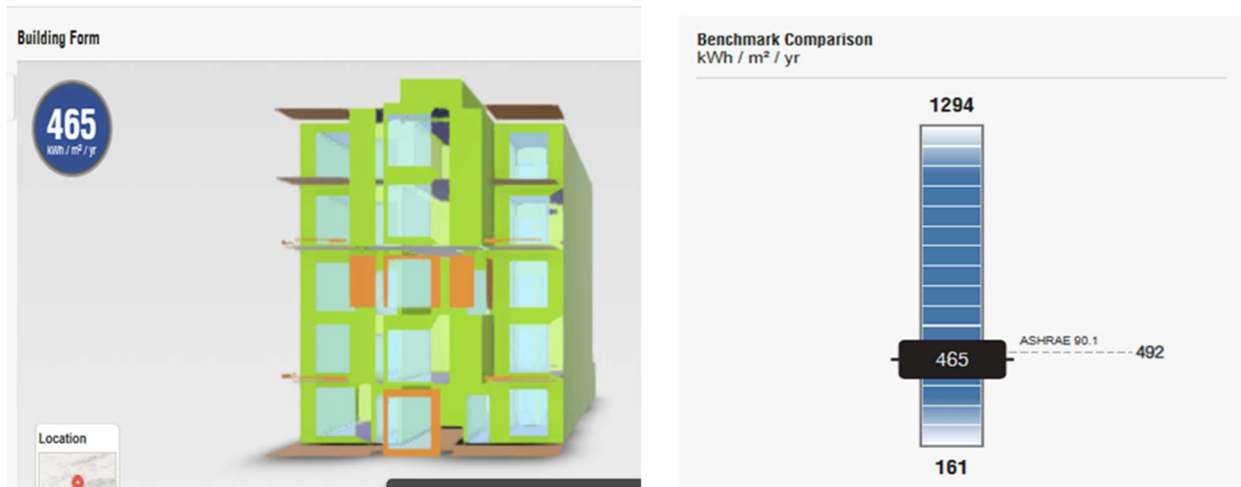 Building Form
465
kWh / m² / yr
Location
Benchmark Comparison
kWh / m² / yr
1294
465
ASHRAE 90.1
492
161